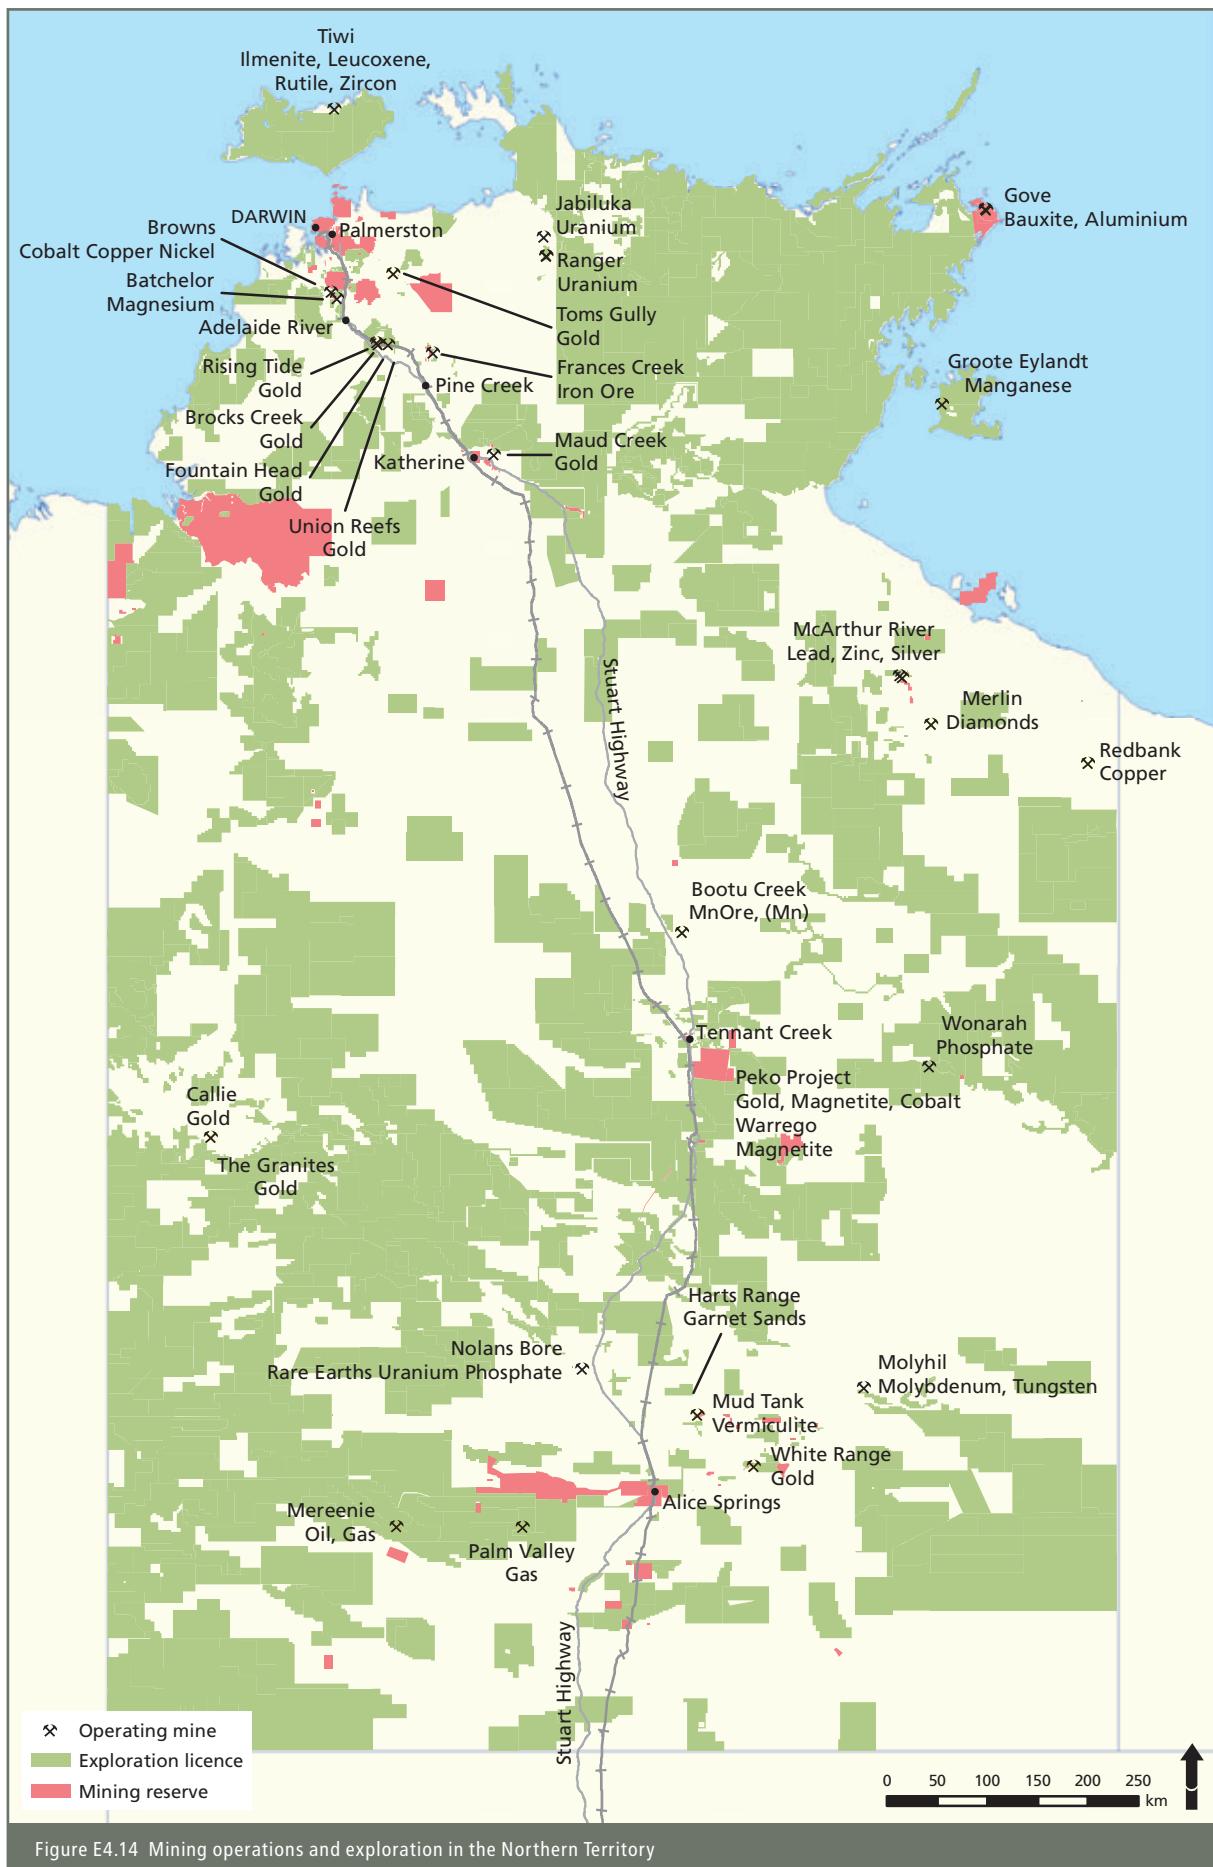 Tiwi
Ilmenite, Leucoxene,
Rutile, Zircon
DARWIN
Palmerston
Browns
Cobalt Copper Nickel
Batchelor
Magnesium
Adelaide River
Rising Tide
Gold
Brocks Creek
Gold
Fountain Head
Gold
Union Reefs
Gold
Katherine
Pine Creek
Jabiluka
Uranium
Ranger
Uranium
Toms Gully
Gold
Frances Creek
Iron Ore
Maud Creek
Gold
Gove
Bauxite, Aluminium
Groote Eylandt
Manganese
McArthur River
Lead, Zinc, Silver
Merlin
Diamonds
Redbank
Copper
Stuart Highway
Bootu Creek
MnOre, (Mn)
Tennant Creek
Wonarah
Phosphate
Peko Project
Gold, Magnetite, Cobalt
Warrego
Magnetite
Callie
Gold
The Granites
Gold
Harts Range
Garnet Sands
Nolans Bore
Rare Earths Uranium Phosphate
Molyhil
Molybdenum, Tungsten
Mud Tank
Vermiculite
White Range
Gold
Alice Springs
Mereenie
Oil, Gas
Palm Valley
Gas
Stuart Highway
Operating mine
Exploration licence
Mining reserve
0 50 100 150 200 250
km
Figure E4.14 Mining operations and exploration in the Northern Territory